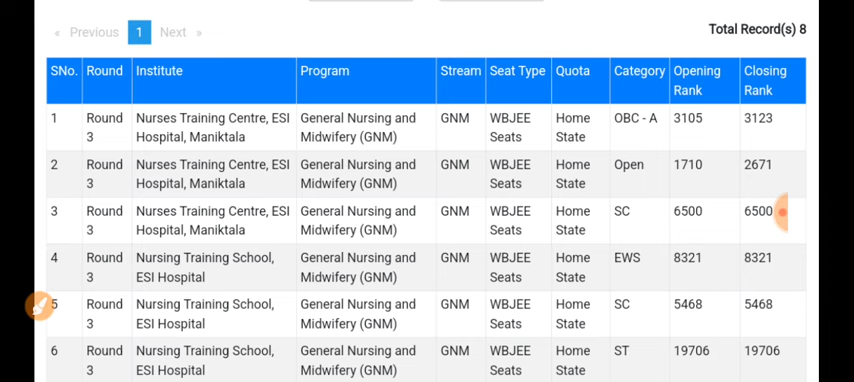 « Previous 1 Next »
Total Record(s) 8
SNo. Round Institute Program Stream Seat Type Quota Category Opening Closing
Rank Rank
1 Round Nurses Training Centre, ESI General Nursing and GNM WBJEE Home OBC - A 3105 3123
3 Hospital, Maniktala Midwifery (GNM) Seats State
2 Round Nurses Training Centre, ESI General Nursing and GNM WBJEE Home Open 1710 2671
3 Hospital, Maniktala Midwifery (GNM) Seats State
3 Round Nurses Training Centre, ESI General Nursing and GNM WBJEE Home SC 6500 6500
3 Hospital, Maniktala Midwifery (GNM) Seats State
4 Round Nursing Training School, General Nursing and GNM WBJEE Home EWS 8321 8321
3 ESI Hospital Midwifery (GNM) Seats State
5 Round Nursing Training School, General Nursing and GNM WBJEE Home SC 5468 5468
3 ESI Hospital Midwifery (GNM) Seats State
6 Round Nursing Training School, General Nursing and GNM WBJEE Home ST 19706 19706
3 ESI Hospital Midwifery (GNM) Seats State